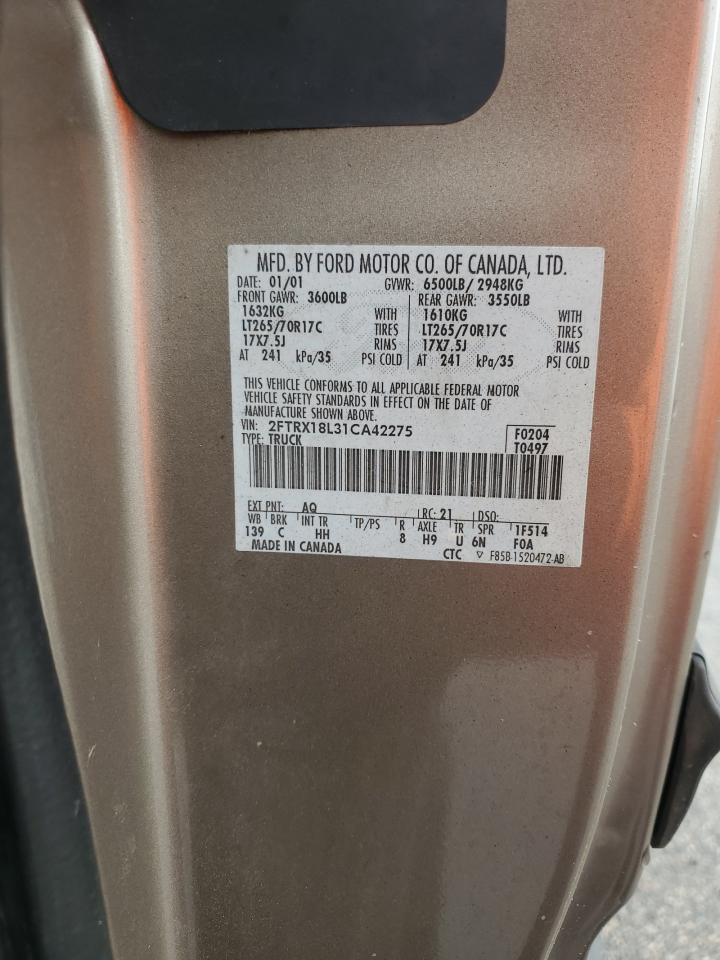 MFD. BY FORD MOTOR CO. OF CANADA, LTD.
DATE: 01/01 GVWR: 6500LB/ 2948KG
FRONT GAWR: 3600LB REAR GAWR: 3550LB
1632KG WITH 1610KG WITH
LT265/70R17C TIRES LT265/70R17C TIRES
17X7.5J RIMS 17X7.5J RIMS
AT 241 kPa/35 PSI COLD AT 241 kPa/35 PSI COLD
THIS VEHICLE CONFORMS TO ALL APPLICABLE FEDERAL MOTOR
VEHICLE SAFETY STANDARDS IN EFFECT ON THE DATE OF
MANUFACTURE SHOWN ABOVE.
VIN: 2FTRX18L31CA42275 F0204
TYPE: TRUCK T0497
EXT PNT: AQ RC: 21 DSO:
WB BRK INT TR TP/PS R AXLE TR SPR 1F514
139 C HH 8 H9 U 6N F0A
MADE IN CANADA CTC ▽ F85B-1520472-AB